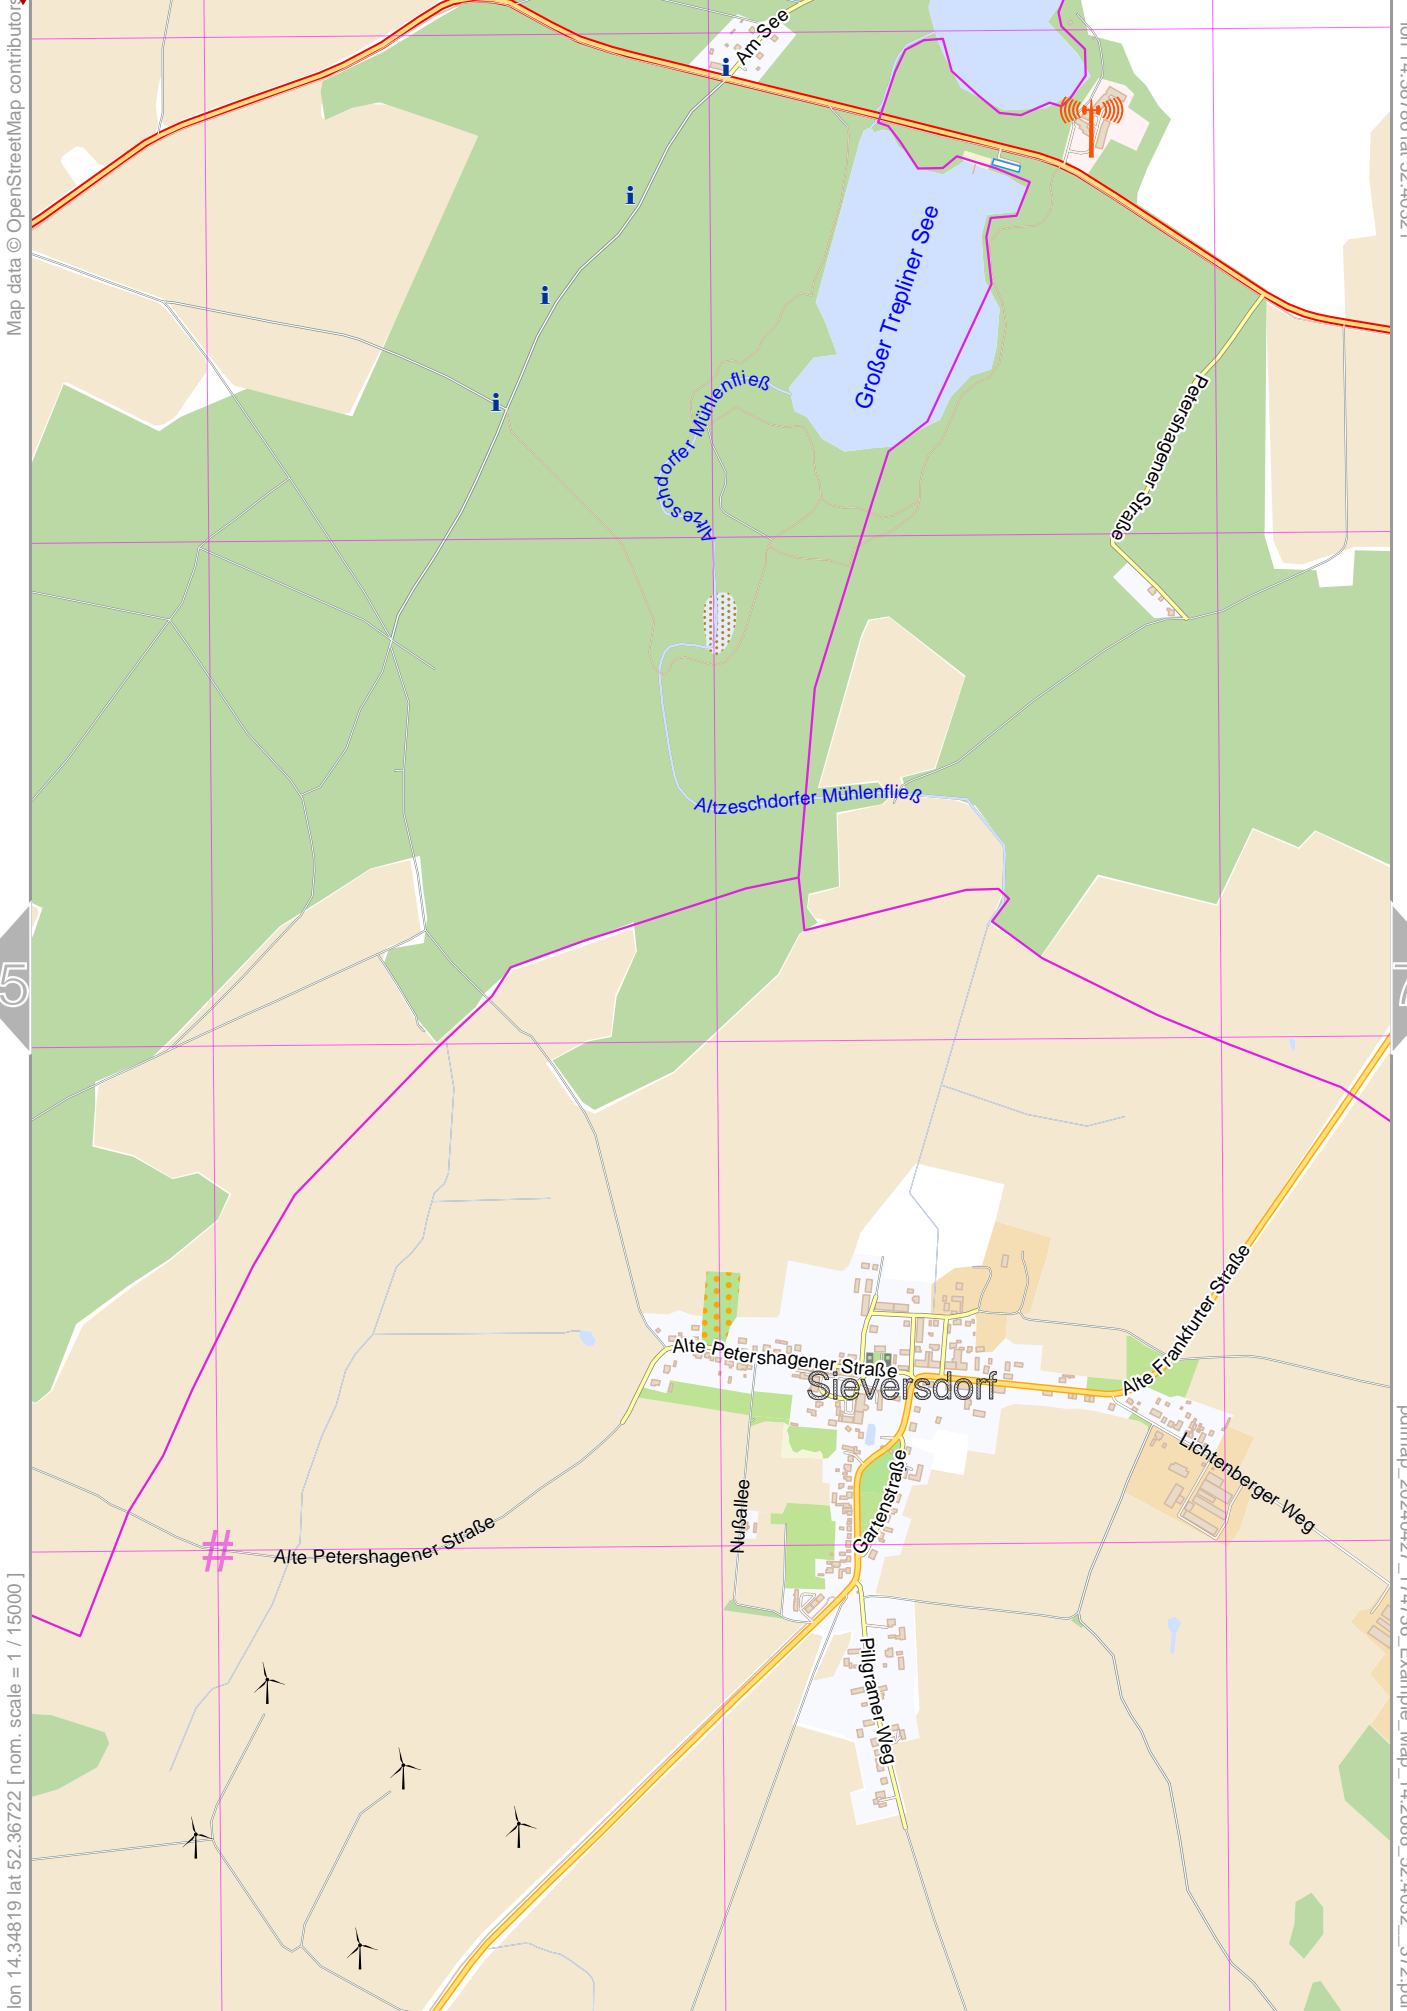 Am See
Map data © OpenStreetMap contributors
i
i
i
i
Großer Trepliner See
Altzeschdorfer Mühlenfließ
Petershagener Straße
Altzeschdorfer Mühlenfließ
5
7
Alte Frankfurter Straße
Alte Petershagener Straße
Sieversdorf
Lichtenberger Weg
Nußallee
Gartenstraße
Alte Petershagener Straße
#
Pillgramer Weg
lon 14.34819 lat 52.36722 [ nom. scale = 1 / 15000 ]